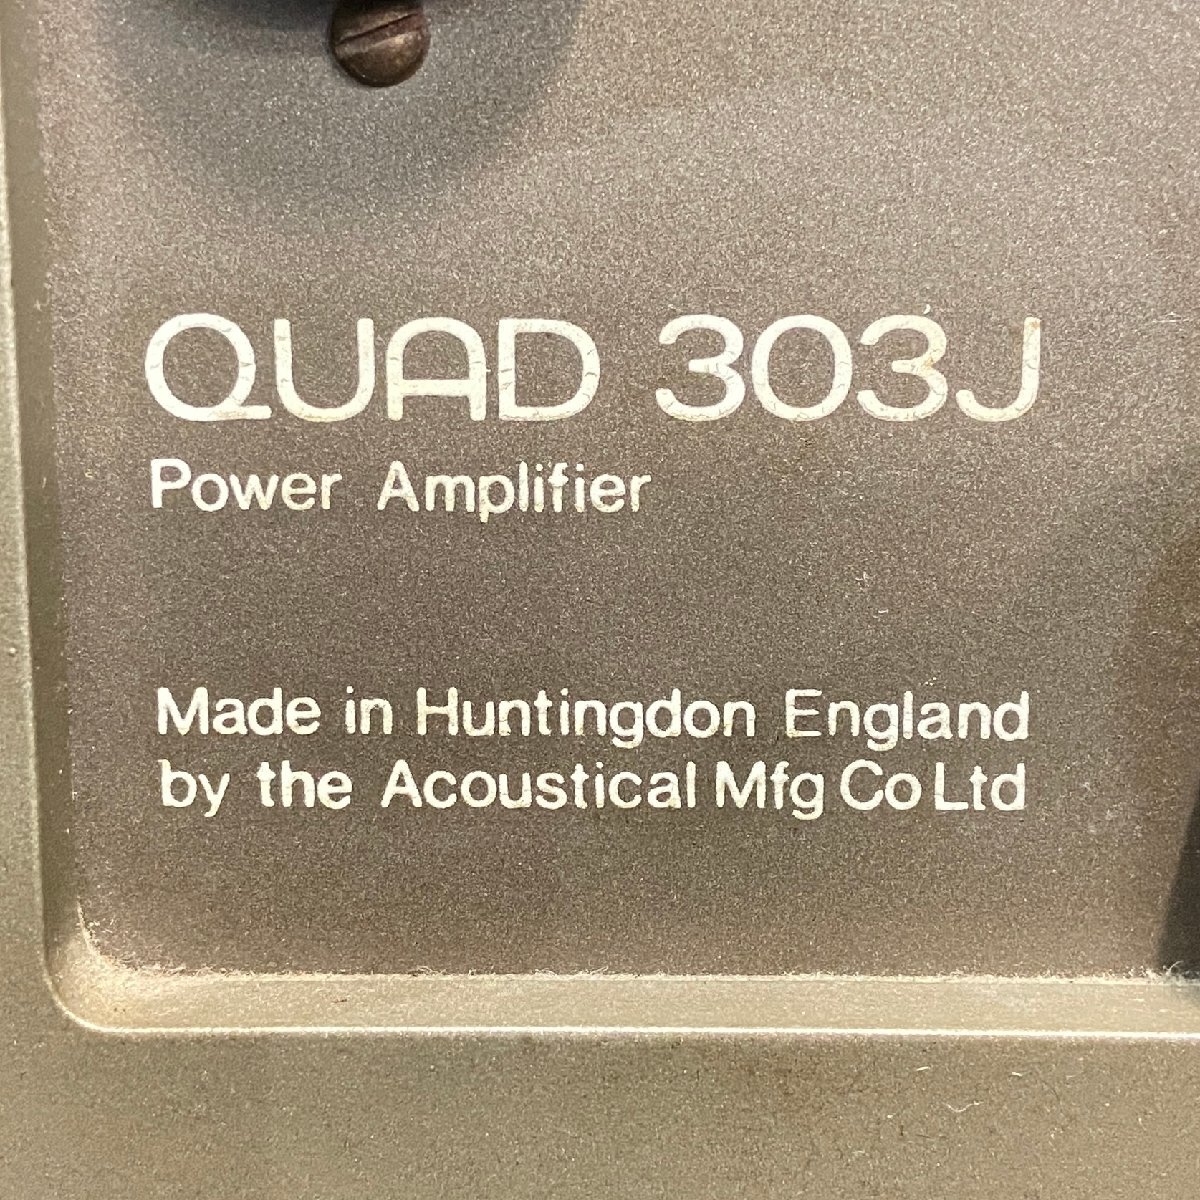 QUAD 303J
Power Amplifier
Made in Huntingdon England
by the Acoustical Mfg Co Ltd